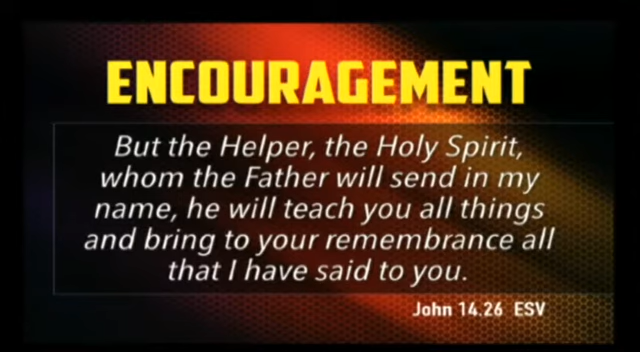 ENCOURAGEMENT
But the Helper, the Holy Spirit,
whom the Father will send in my
name, he will teach you all things
and bring to your remembrance all
that I have said to you.
John 14.26 ESV